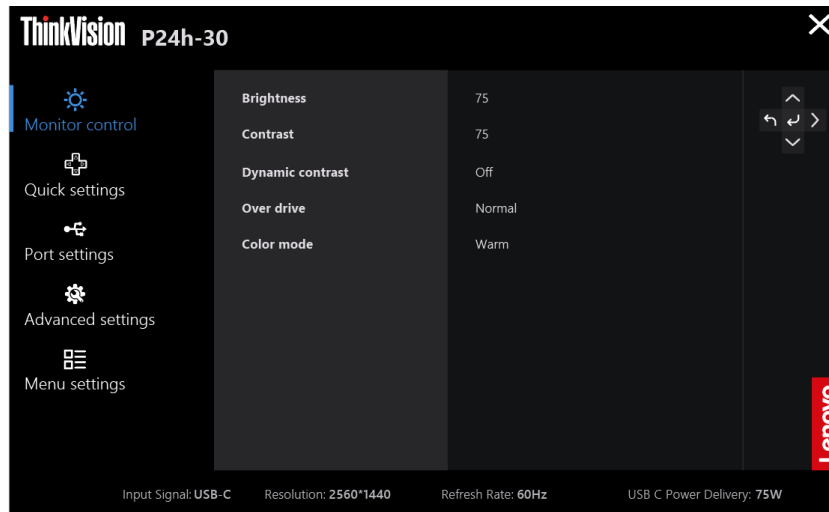 ThinkVision P24h-30
Monitor control
Quick settings
Port settings
Advanced settings
Menu settings
Brightness 75
Contrast 75
Dynamic contrast Off
Over drive Normal
Color mode Warm
Lenovo
Input Signal: USB-C Resolution: 2560*1440 Refresh Rate: 60Hz USB C Power Delivery: 75W